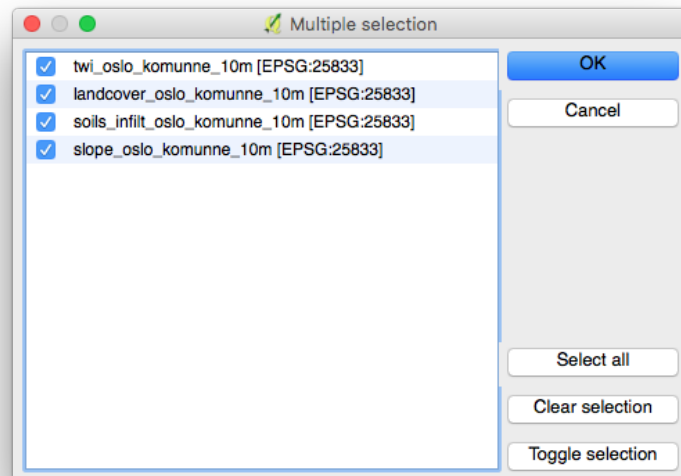 Multiple selection
twi_oslo_komunne_10m [EPSG:25833]
landcover_oslo_komunne_10m [EPSG:25833]
soils_infilt_oslo_komunne_10m [EPSG:25833]
slope_oslo_komunne_10m [EPSG:25833]
OK
Cancel
Select all
Clear selection
Toggle selection